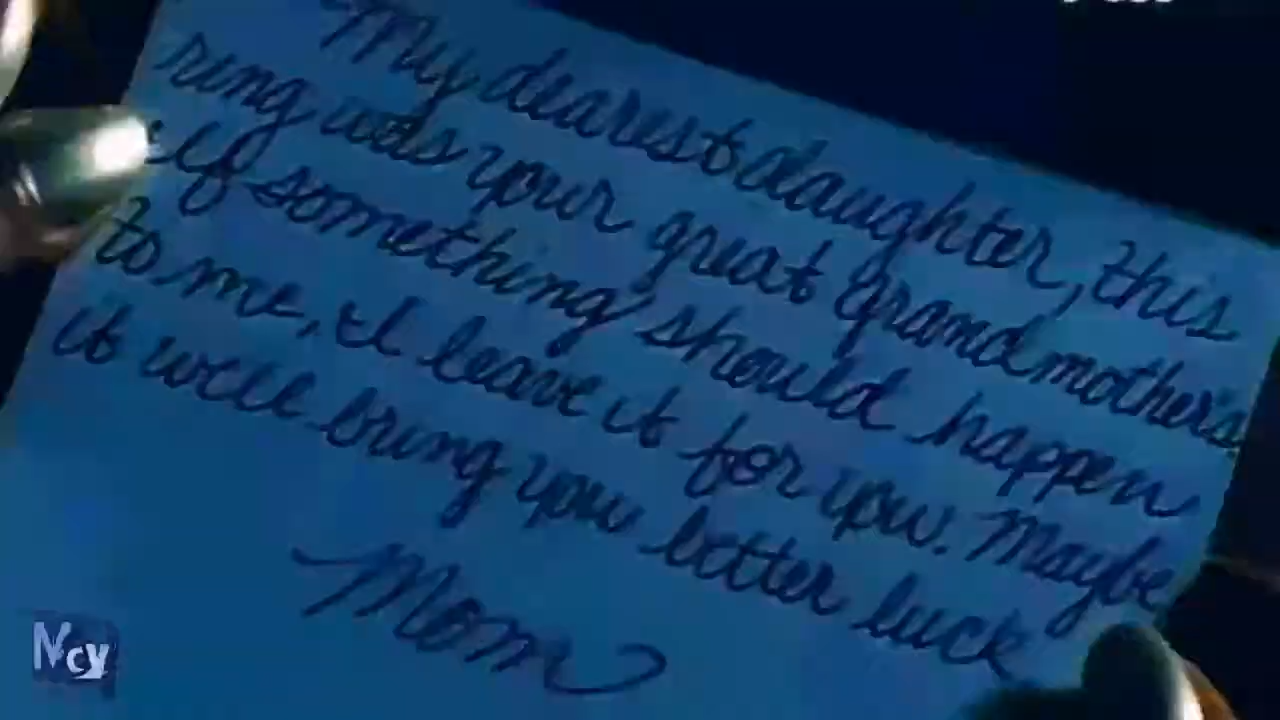 My dearest daughter, this
ring was your great grandmother's
If something should happen
to me, I leave it for you. Maybe
it will bring you better luck
Mom
Ncy